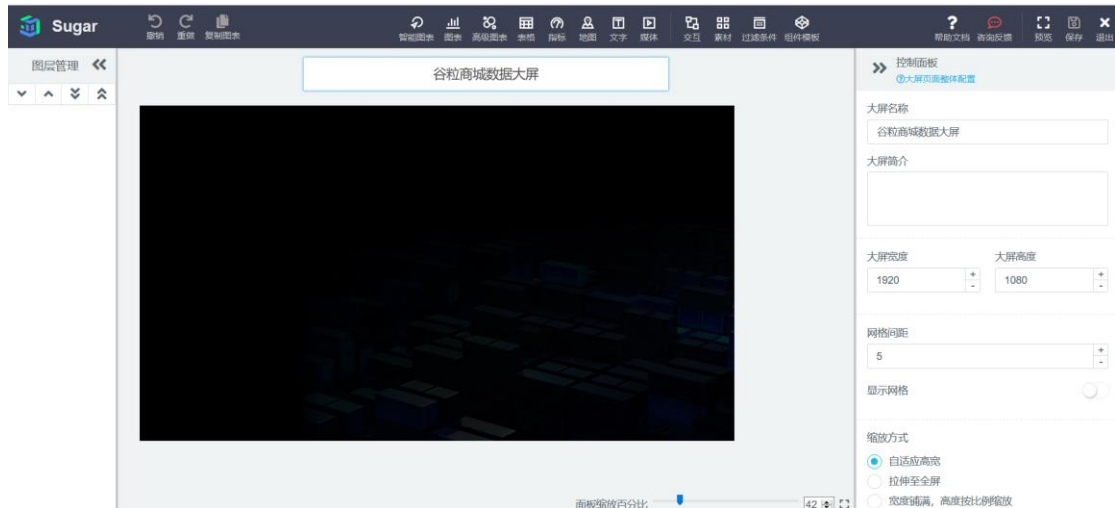 Sugar
撤销 重做 复制图表
智能图表 图表 高级图表 表格 指标 地图 文字 媒体 交互 素材 过滤条件 组件模板
帮助文档 咨询反馈 预览 保存 退出
图层管理
谷粒商城数据大屏
控制面板
大屏页面整体配置
大屏名称
谷粒商城数据大屏
大屏简介
大屏宽度 大屏高度
1920 1080
网格间距
5
显示网格
缩放方式
自适应高宽
拉伸至全屏
宽度铺满，高度按比例缩放
面板缩放百分比 42